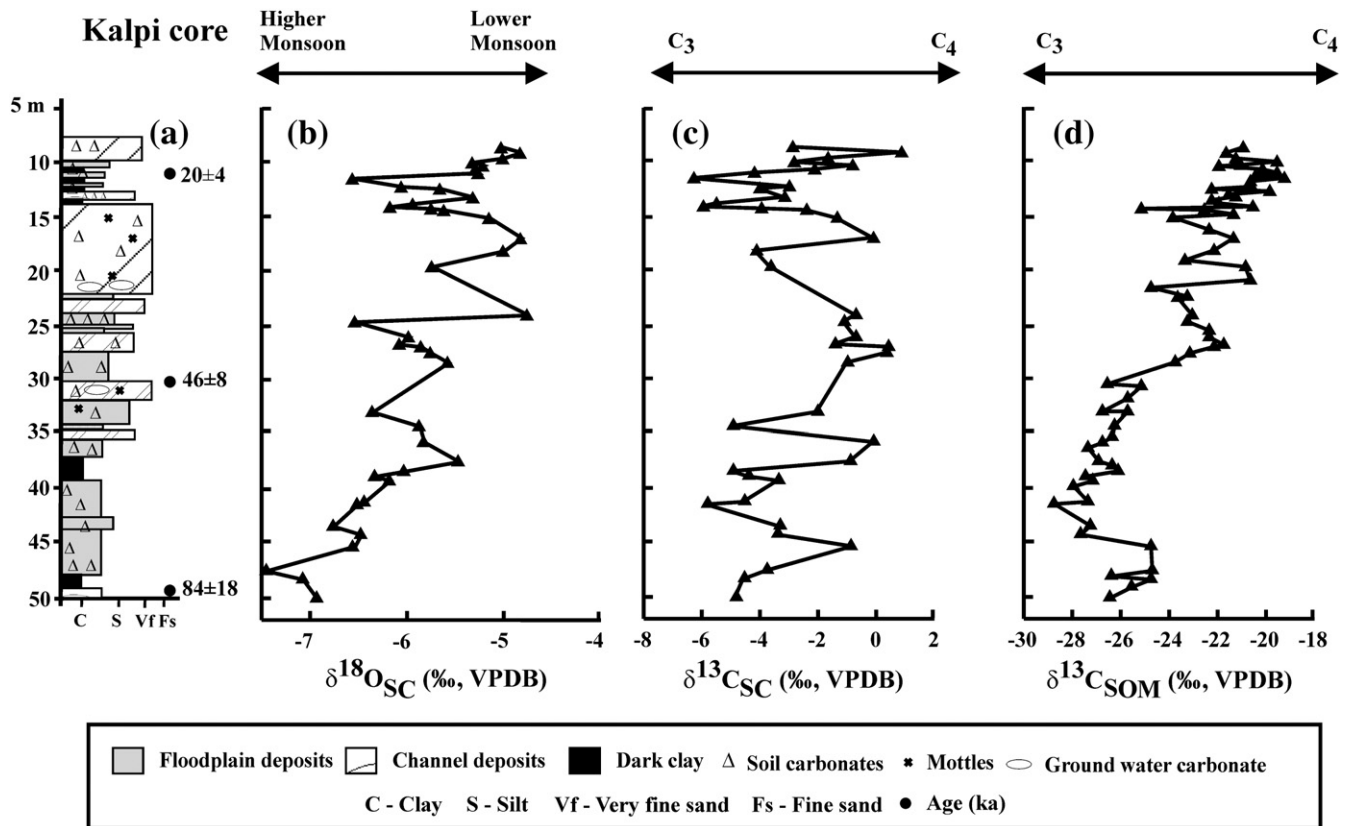 Kalpi core
Higher Monsoon
Lower Monsoon
C3
C4
C3
C4
5 m
10
15
20
25
30
35
40
45
50
(a)
20±4
46±8
84±18
C S Vf Fs
(b)
-7 -6 -5 -4
δ18OSC (‰, VPDB)
(c)
-8 -6 -4 -2 0 2
δ13CSC (‰, VPDB)
(d)
-30 -28 -26 -24 -22 -20 -18
δ13CSOM (‰, VPDB)
Floodplain deposits Channel deposits Dark clay Soil carbonates Mottles Ground water carbonate
C - Clay S - Silt Vf - Very fine sand Fs - Fine sand Age (ka)